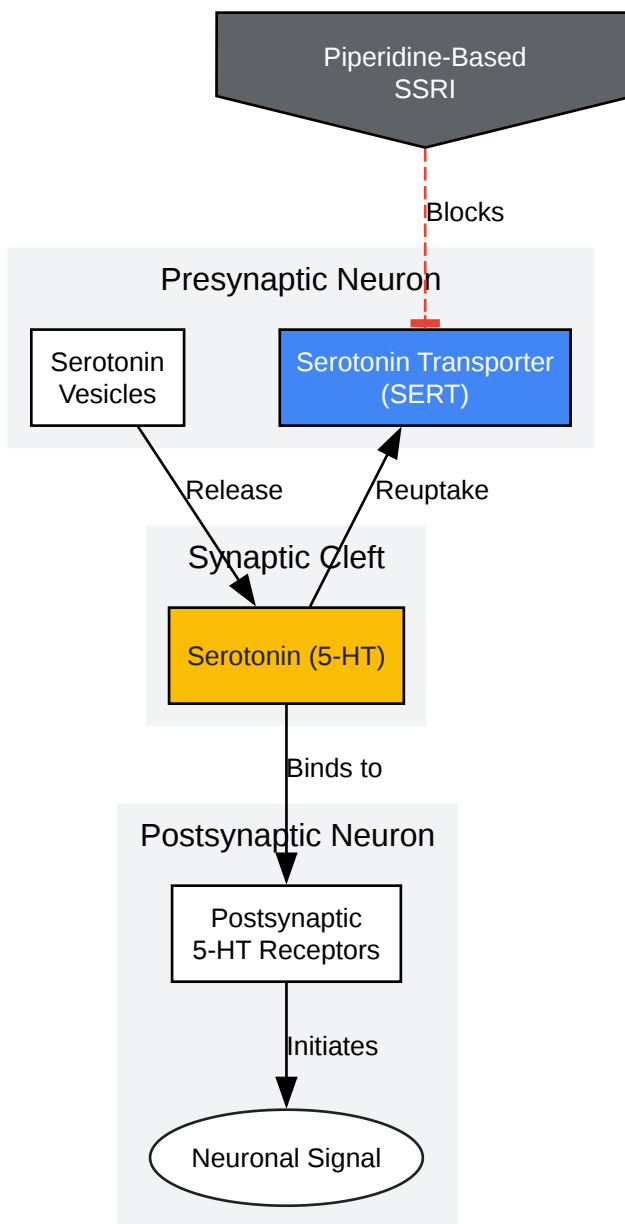 Piperidine-Based
SSRI
Blocks
Presynaptic Neuron
Serotonin
Vesicles
Serotonin Transporter
(SERT)
Release
Reuptake
Synaptic Cleft
Serotonin (5-HT)
Binds to
Postsynaptic Neuron
Postsynaptic
5-HT Receptors
Initiates
Neuronal Signal